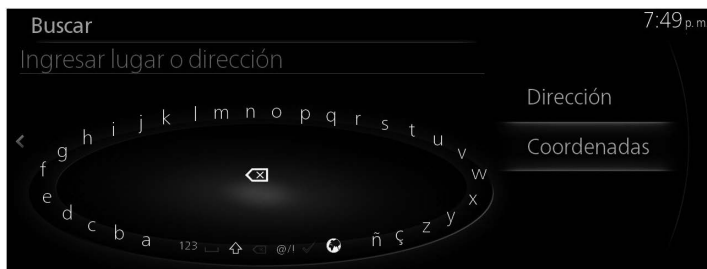 Buscar
7:49 p. m
Ingresar lugar o dirección
Dirección
Coordenadas
a b c d e f g h i j k l m n o p q r s t u v w x y z ç ñ
123 @/!